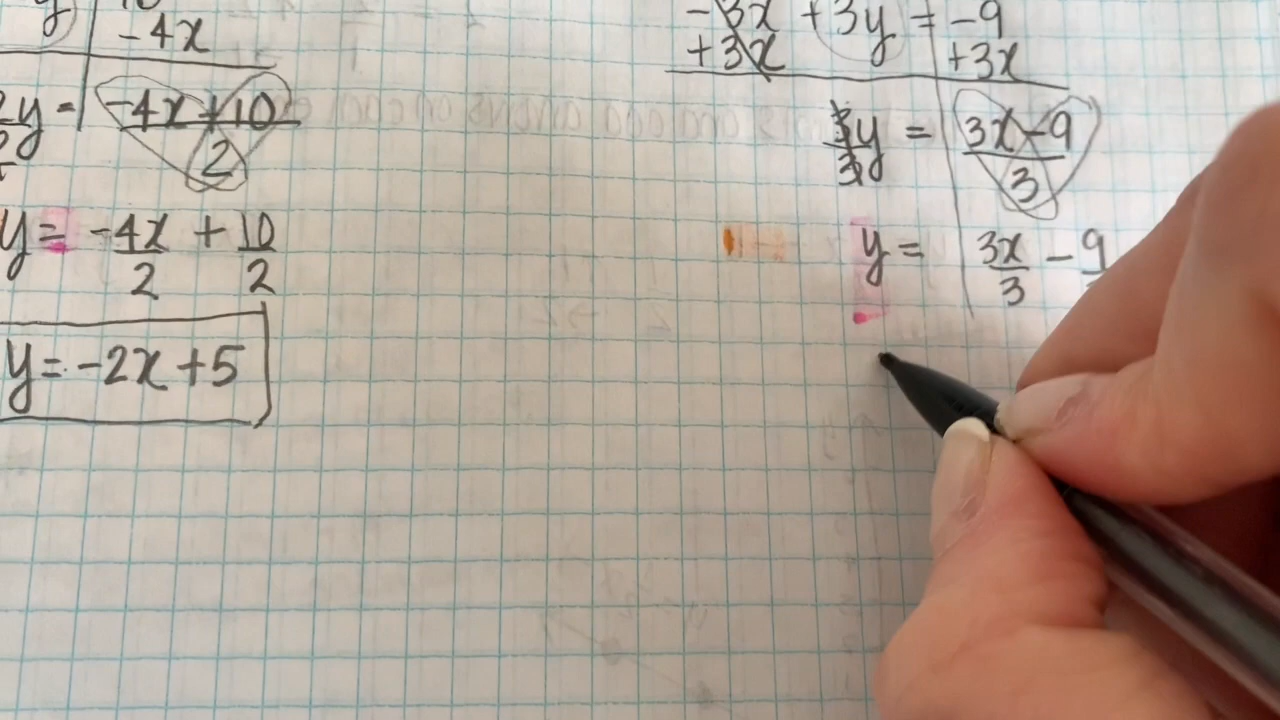 -4x
2y = -4x + 10
2
y = -4x/2 + 10/2
y = -2x + 5
-3x + 3y = -9
+3x +3x
3y/3 = 3x - 9
3
y = 3x/3 - 9